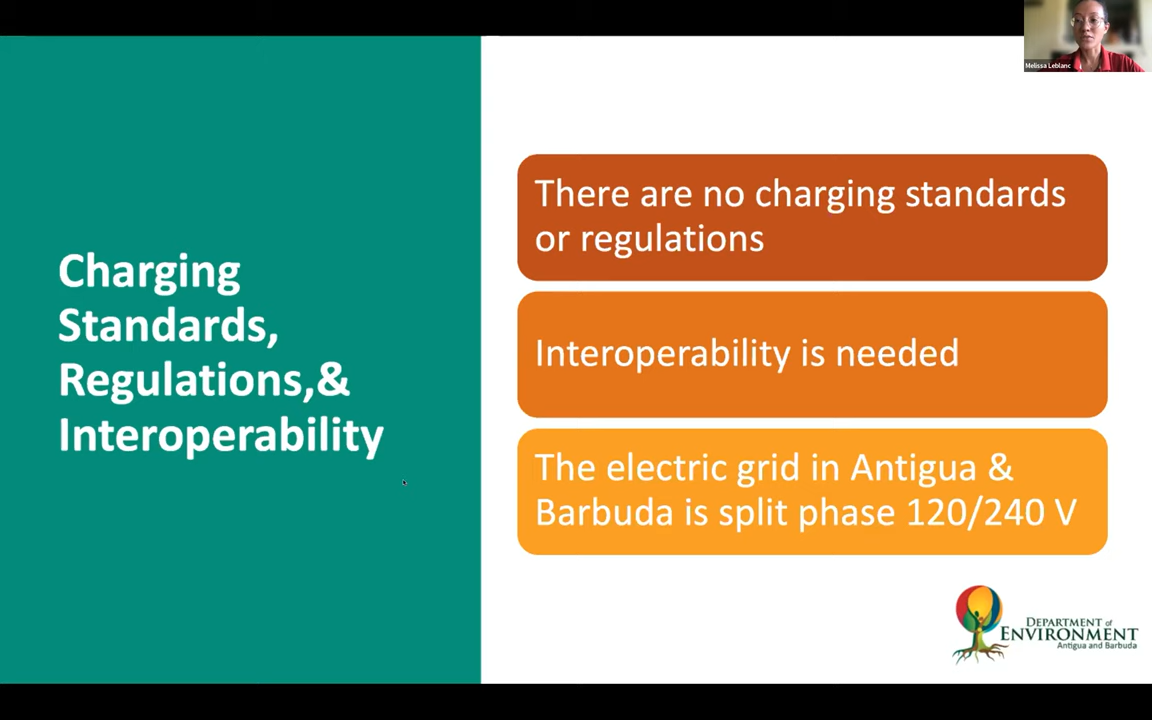 Melissa Leblanc
Charging
Standards,
Regulations,&
Interoperability
There are no charging standards
or regulations
Interoperability is needed
The electric grid in Antigua &
Barbuda is split phase 120/240 V
DEPARTMENT of
ENVIRONMENT
Antigua and Barbuda